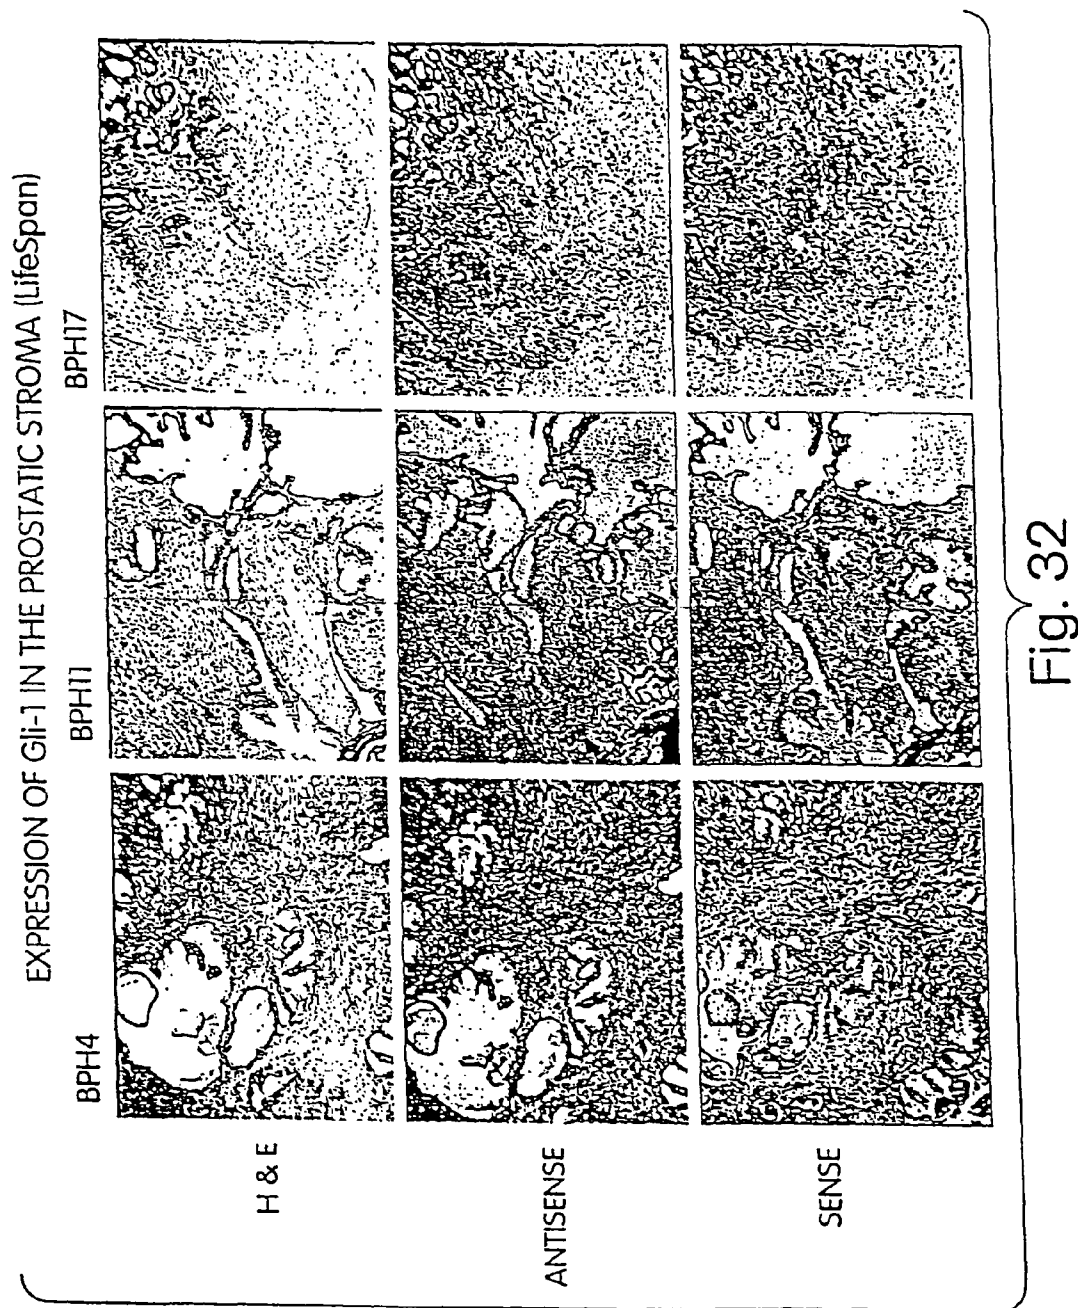 EXPRESSION OF Gli-1 IN THE PROSTATIC STROMA (LifeSpan)
BPH4
BPH11
BPH17
H & E
ANTISENSE
SENSE
Fig. 32